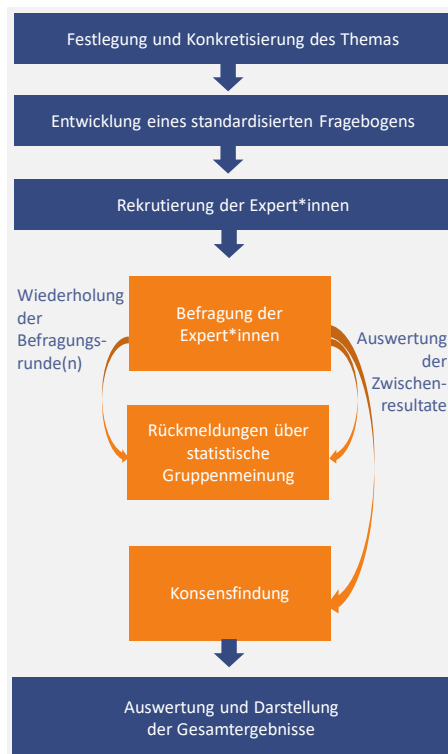 Festlegung und Konkretisierung des Themas
Entwicklung eines standardisierten Fragebogens
Rekrutierung der Expert*innen
Wiederholung
der
Befragungs-
runde(n)
Befragung der
Expert*innen
Auswertung
der
Zwischen-
resultate
Rückmeldungen über
statistische
Gruppenmeinung
Konsensfindung
Auswertung und Darstellung
der Gesamtergebnisse